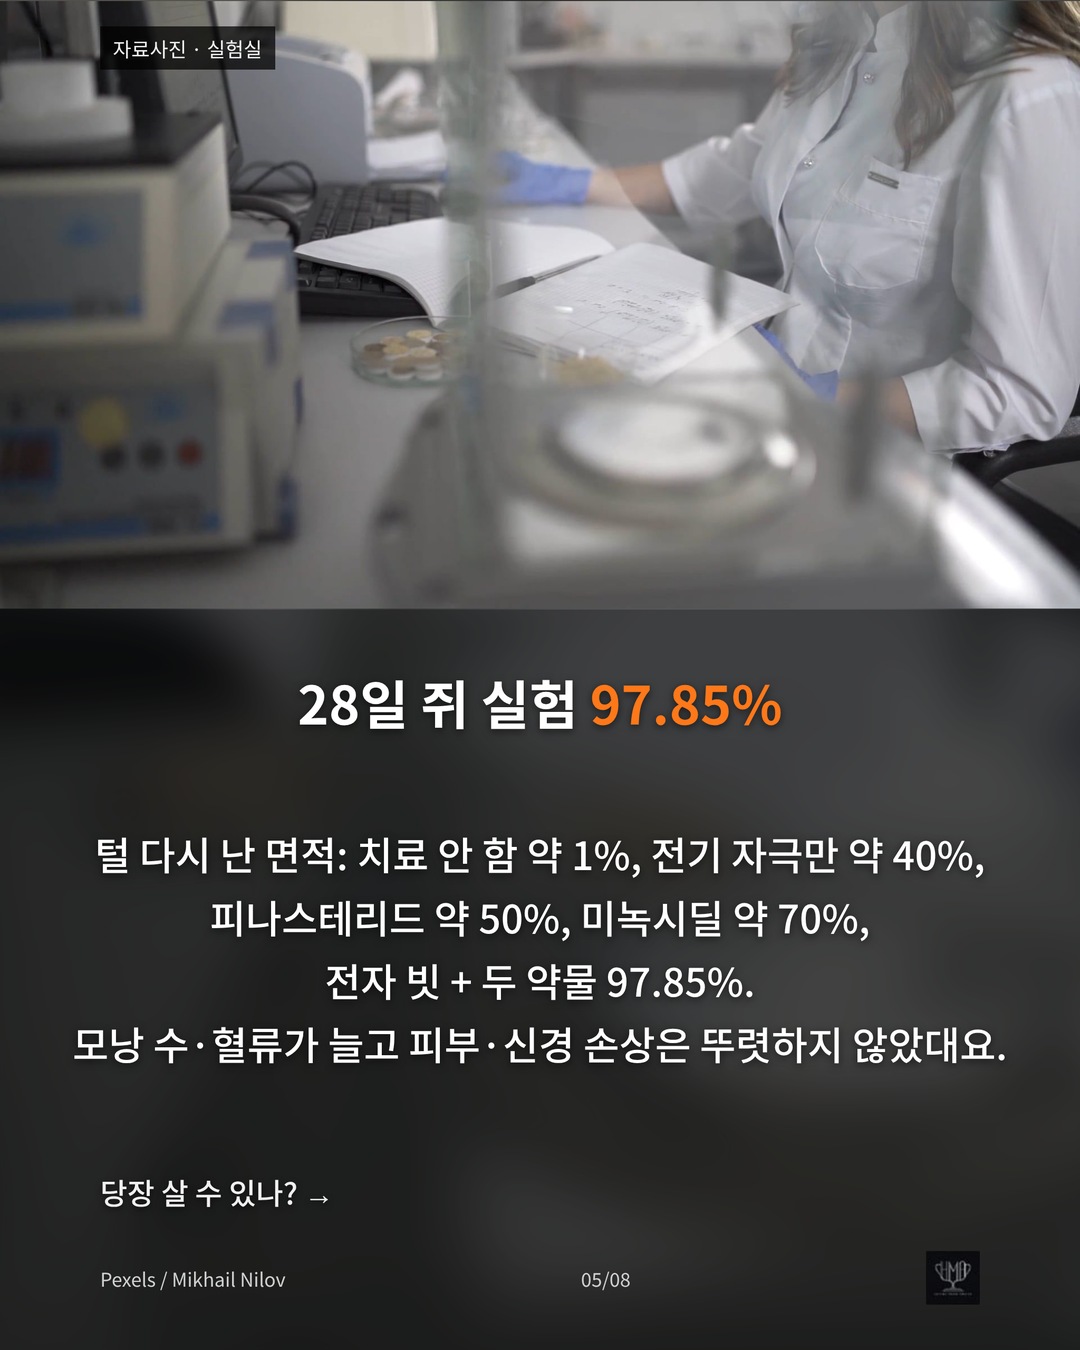 자료사진 · 실험실
28일 쥐 실험 97.85%
털 다시 난 면적: 치료 안 함 약 1%, 전기 자극만 약 40%,
피나스테리드 약 50%, 미녹시딜 약 70%,
전자 빗 + 두 약물 97.85%.
모낭 수·혈류가 늘고 피부·신경 손상은 뚜렷하지 않았대요.
당장 살 수 있나? →
Pexels / Mikhail Nilov
05/08